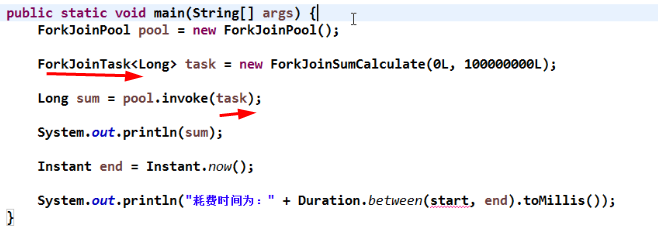 public static void main(String[] args) {
ForkJoinPool pool = new ForkJoinPool();
ForkJoinTask<Long> task = new ForkJoinSumCalculate(0L, 100000000L);
Long sum = pool.invoke(task);
System.out.println(sum);
Instant end = Instant.now();
System.out.println("耗费时间为：" + Duration.between(start, end).toMillis());
}